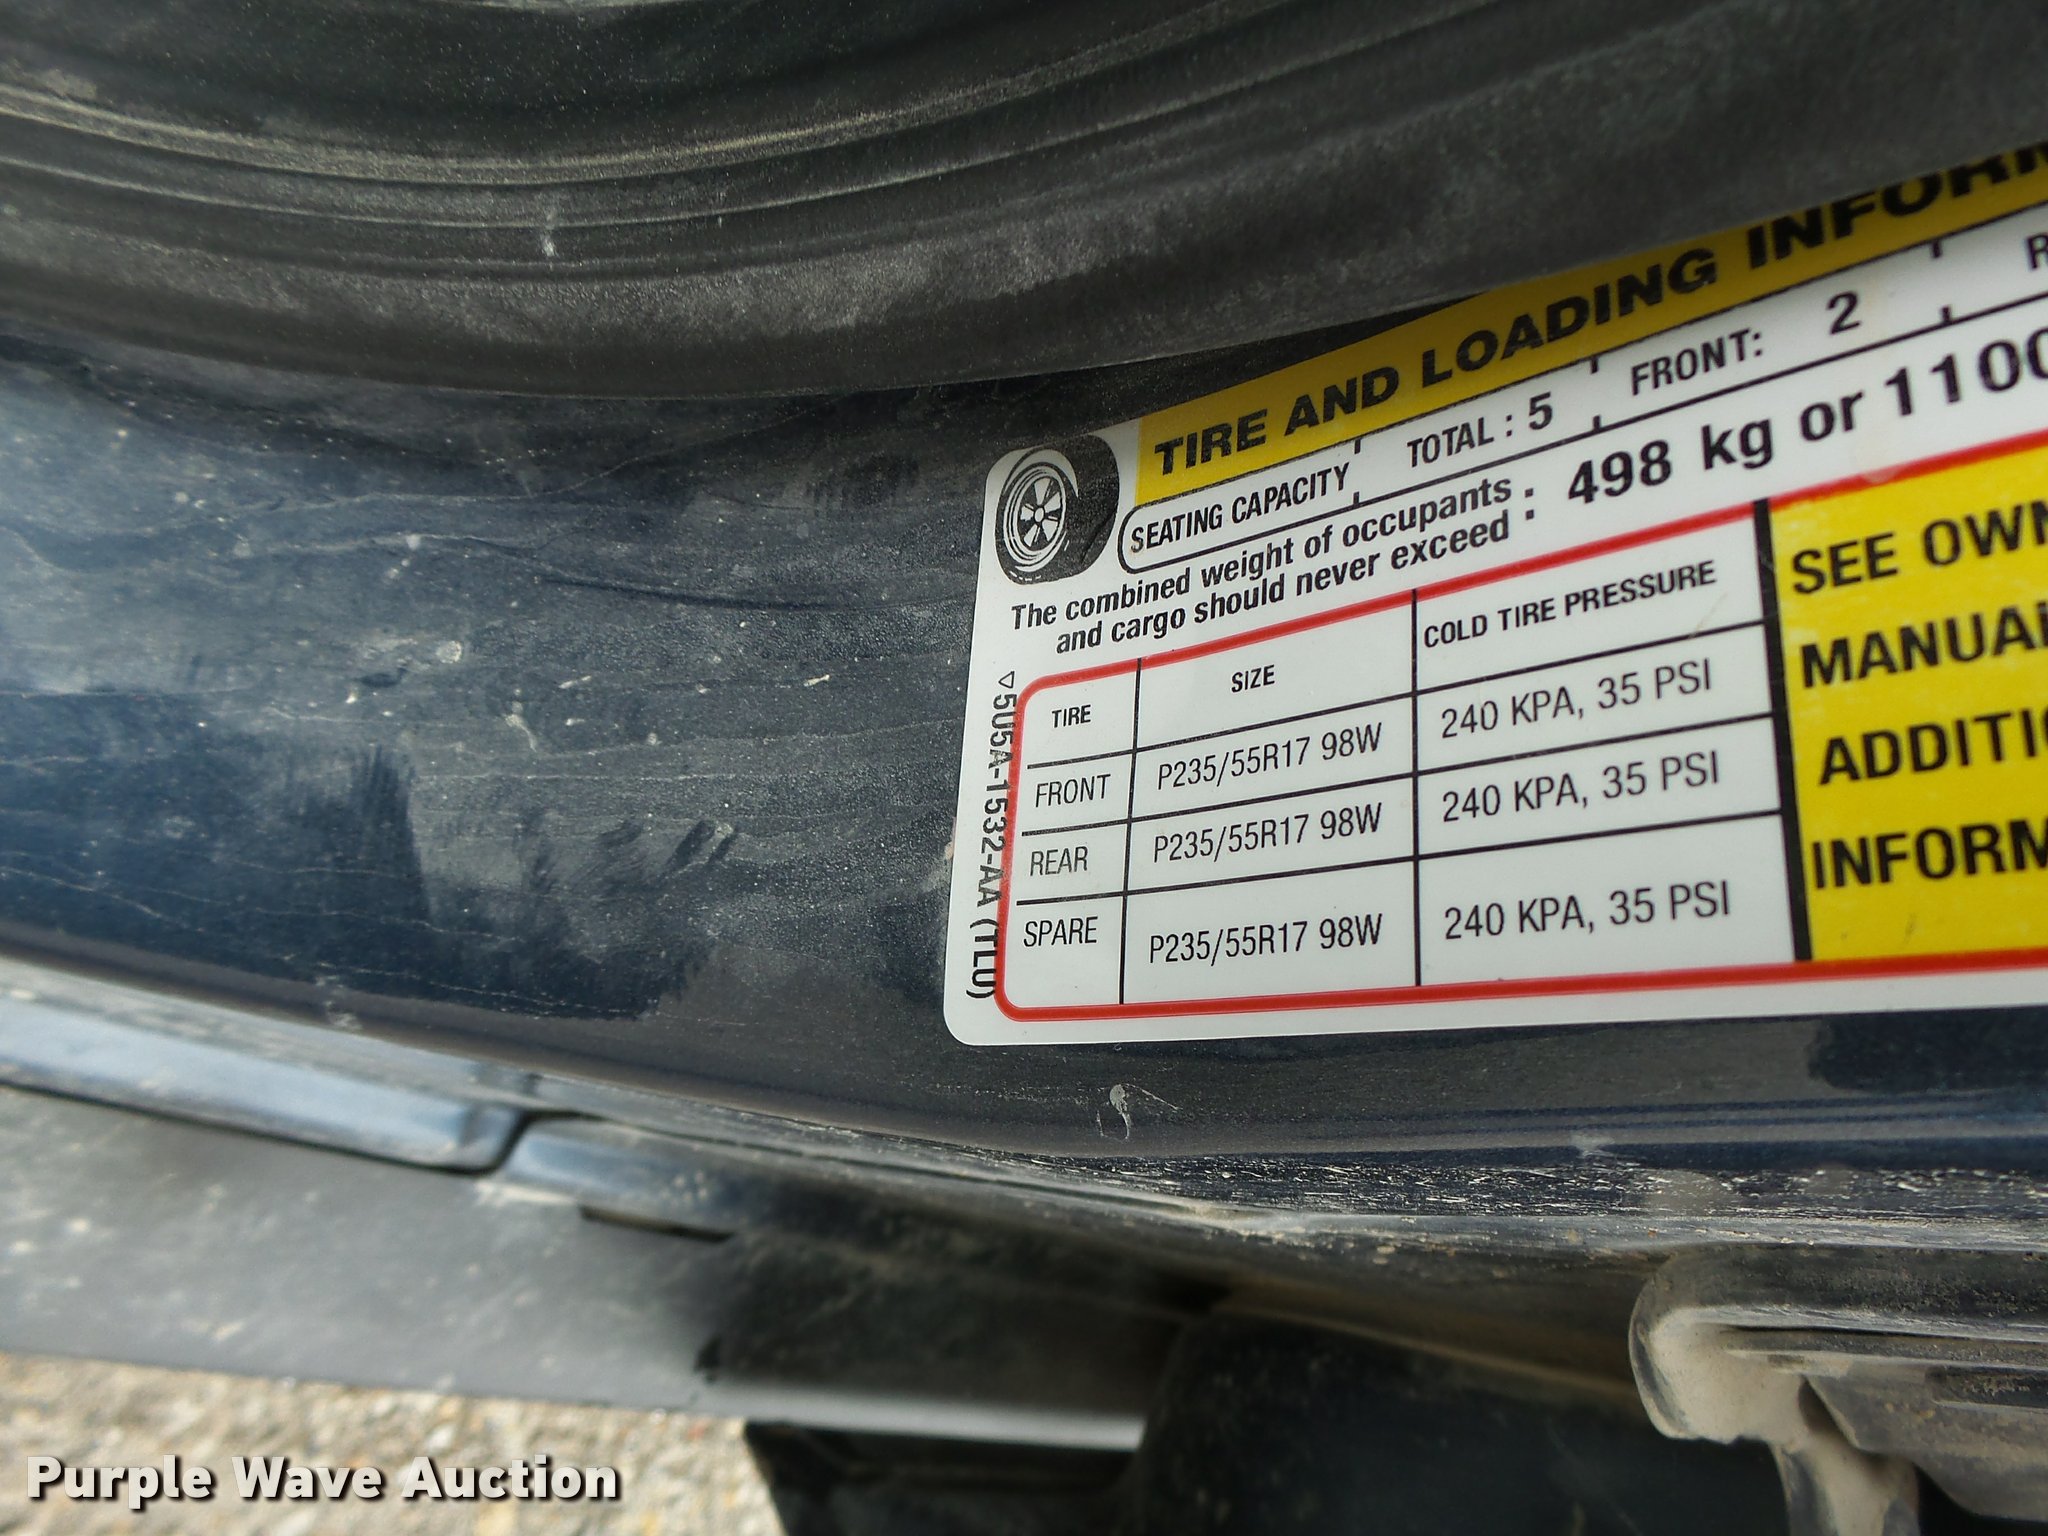 TIRE AND LOADING INFORM
SEATING CAPACITY TOTAL : 5 FRONT: 2 R
The combined weight of occupants
and cargo should never exceed : 498 kg or 1100
TIRE SIZE COLD TIRE PRESSURE
FRONT P235/55R17 98W 240 KPA, 35 PSI
REAR P235/55R17 98W 240 KPA, 35 PSI
SPARE P235/55R17 98W 240 KPA, 35 PSI
SEE OWN
MANUAL
ADDITIO
INFORM
5U5A-1532-AA (TLU)
Purple Wave Auction